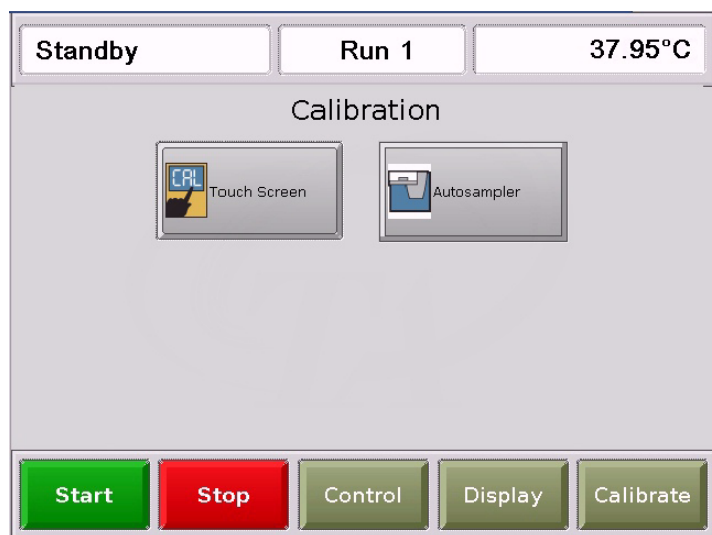 Standby Run 1 37.95°C
Calibration
CAL Touch Screen Autosampler
Start Stop Control Display Calibrate